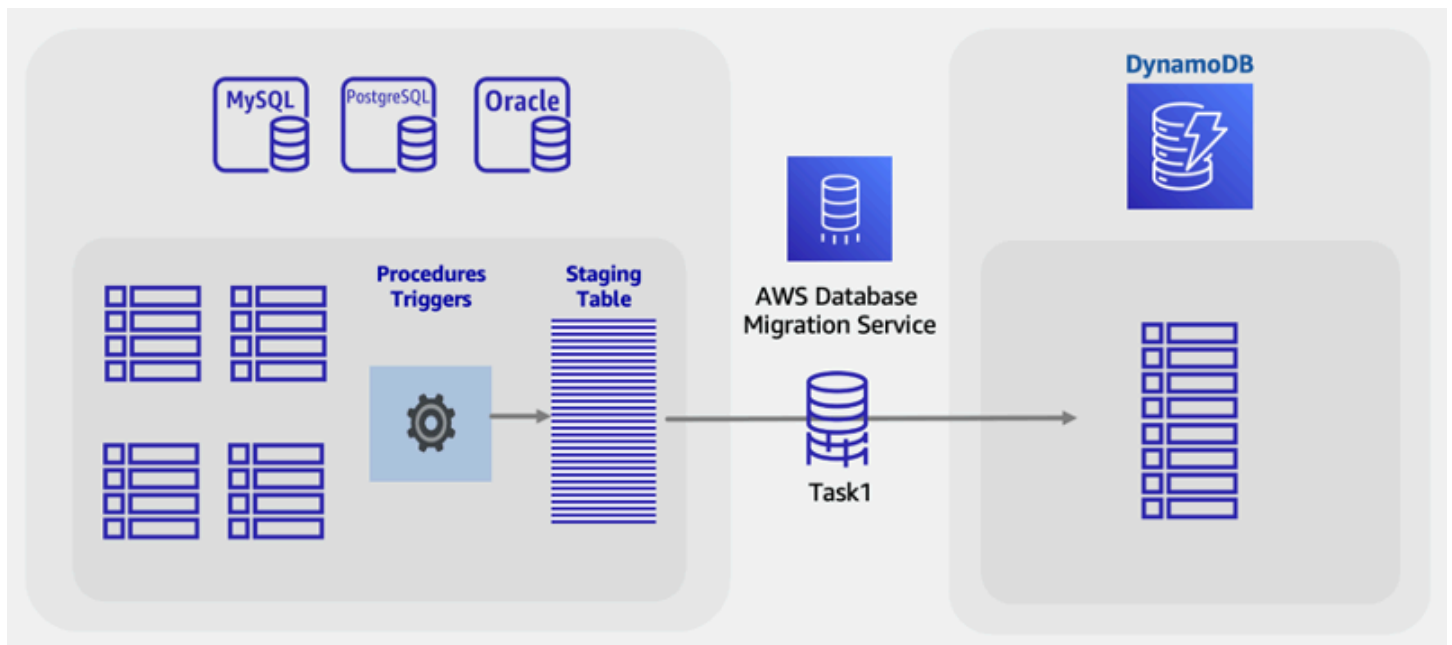 MySQL
PostgreSQL
Oracle
DynamoDB
Procedures
Triggers
Staging
Table
AWS Database
Migration Service
Task1